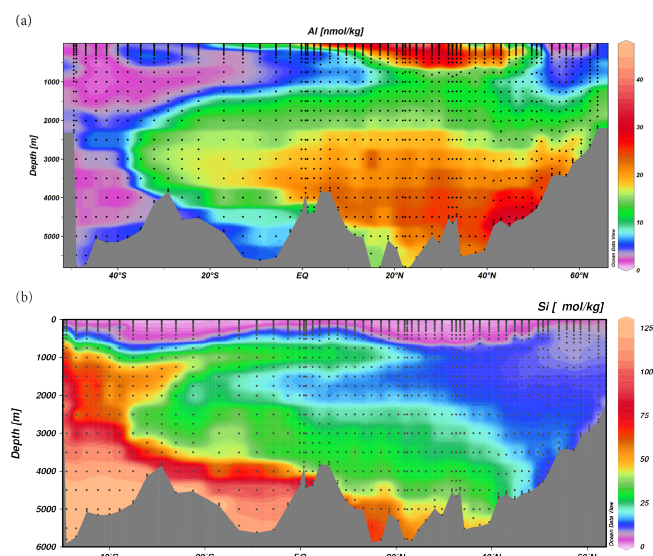 (a)
Al [nmol/kg]
Depth [m]
1000
2000
3000
4000
5000
40°S
20°S
EQ
20°N
40°N
60°N
40
30
20
10
0
Ocean Data View
(b)
Si [ mol/kg]
Depth [m]
0
1000
2000
3000
4000
5000
6000
EQ
125
100
75
50
25
0
Ocean Data View